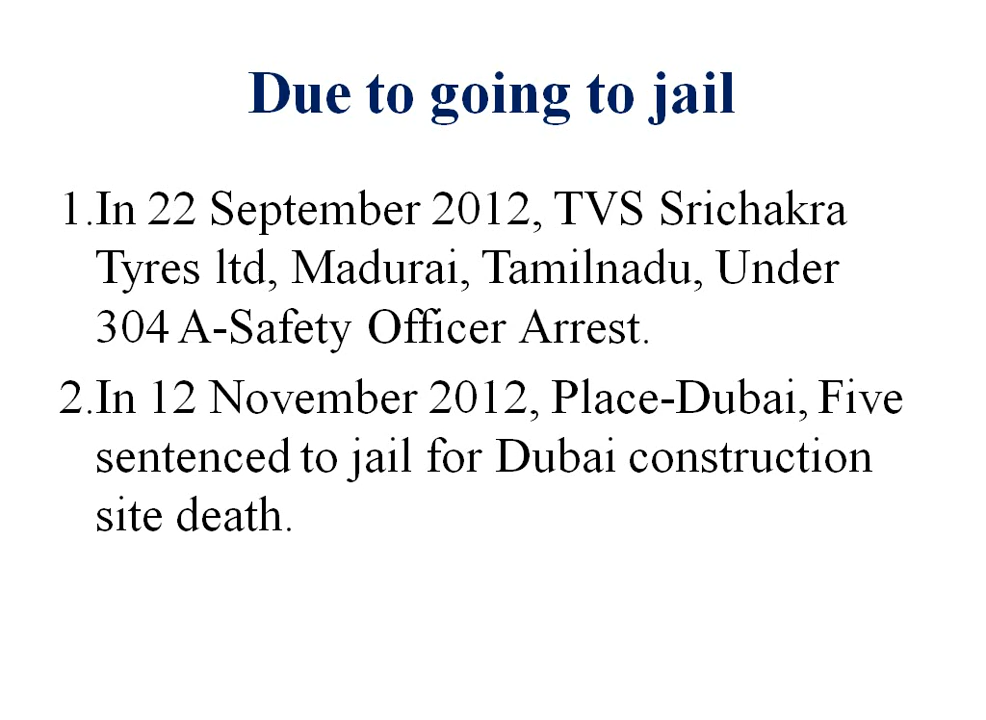 Due to going to jail
1.In 22 September 2012, TVS Srichakra
Tyres ltd, Madurai, Tamilnadu, Under
304 A-Safety Officer Arrest.
2.In 12 November 2012, Place-Dubai, Five
sentenced to jail for Dubai construction
site death.